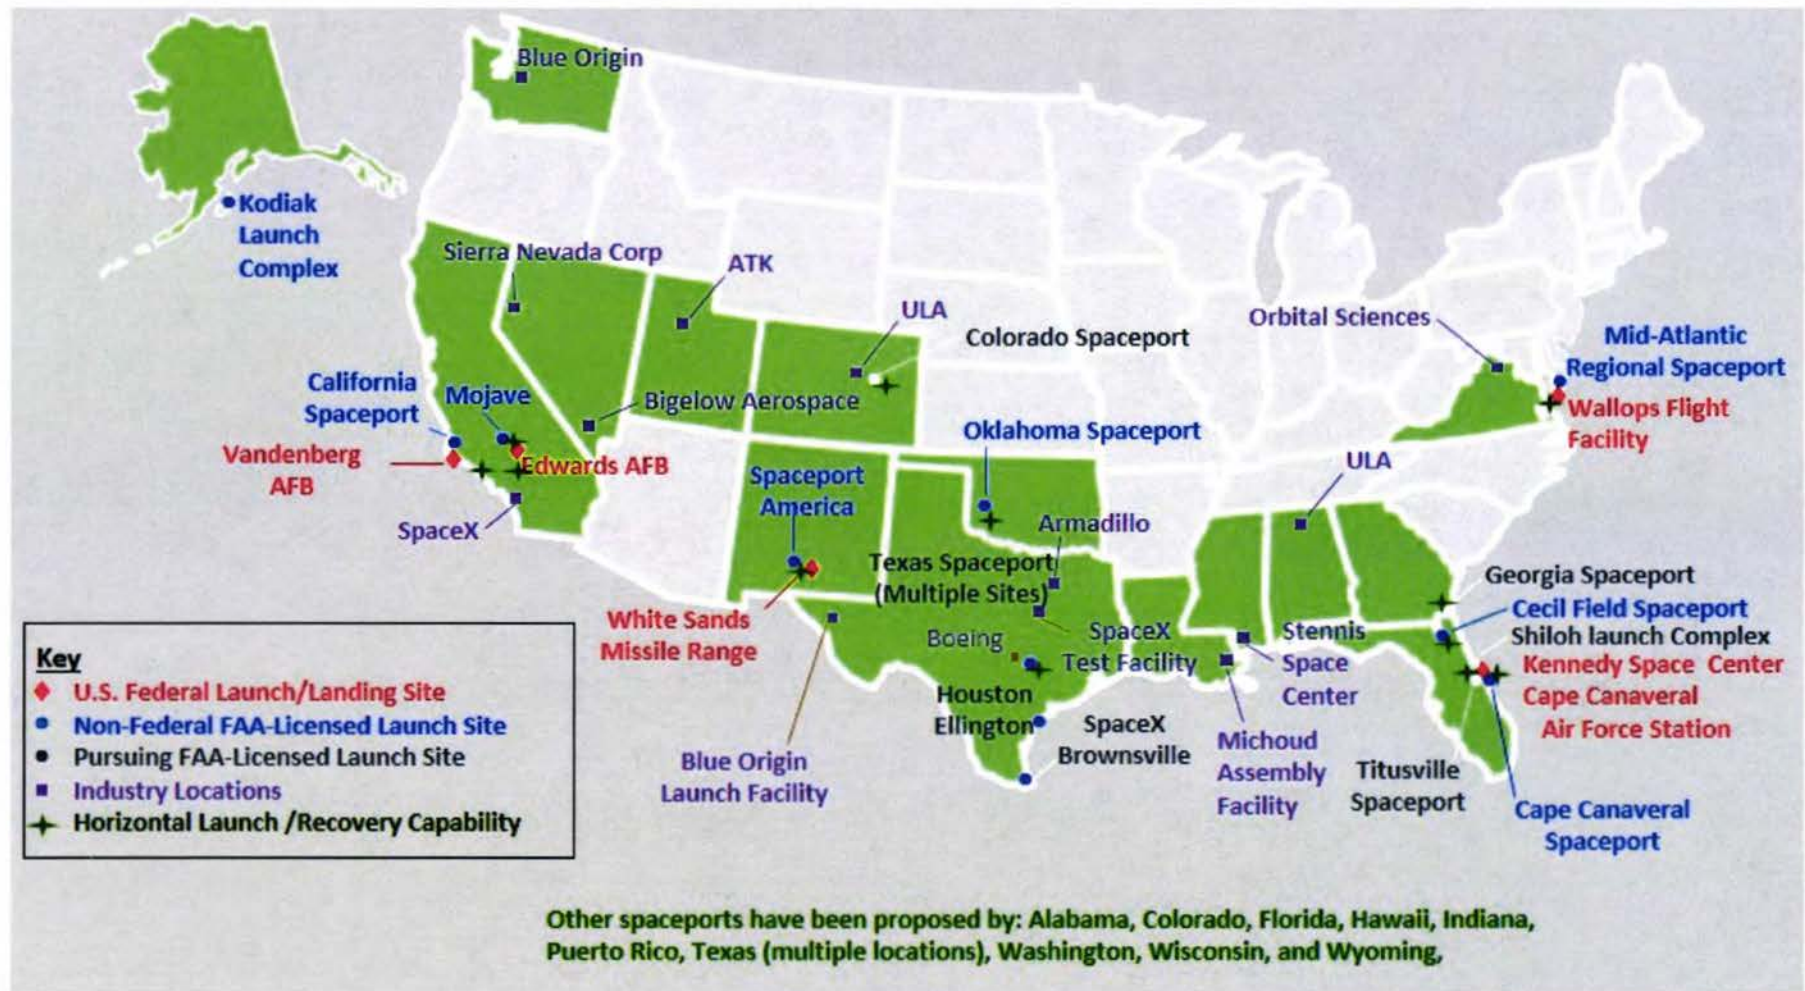 Blue Origin
Kodiak
Launch
Complex
Sierra Nevada Corp
ATK
ULA
Colorado Spaceport
Orbital Sciences
Mid-Atlantic
Regional Spaceport
Wallops Flight
Facility
California
Spaceport
Mojave
Bigelow Aerospace
Vandenberg
AFB
Edwards AFB
SpaceX
Oklahoma Spaceport
ULA
Spaceport
America
Armadillo
Texas Spaceport
(Multiple Sites)
White Sands
Missile Range
Boeing
SpaceX
Test Facility
Stennis
Space
Center
Georgia Spaceport
Cecil Field Spaceport
Shiloh launch Complex
Kennedy Space Center
Cape Canaveral
Air Force Station
Houston
Ellington
SpaceX
Brownsville
Blue Origin
Launch Facility
Michoud
Assembly
Facility
Titusville
Spaceport
Cape Canaveral
Spaceport
Key
U.S. Federal Launch/Landing Site
Non-Federal FAA-Licensed Launch Site
Pursuing FAA-Licensed Launch Site
Industry Locations
Horizontal Launch /Recovery Capability
Other spaceports have been proposed by: Alabama, Colorado, Florida, Hawaii, Indiana,
Puerto Rico, Texas (multiple locations), Washington, Wisconsin, and Wyoming,